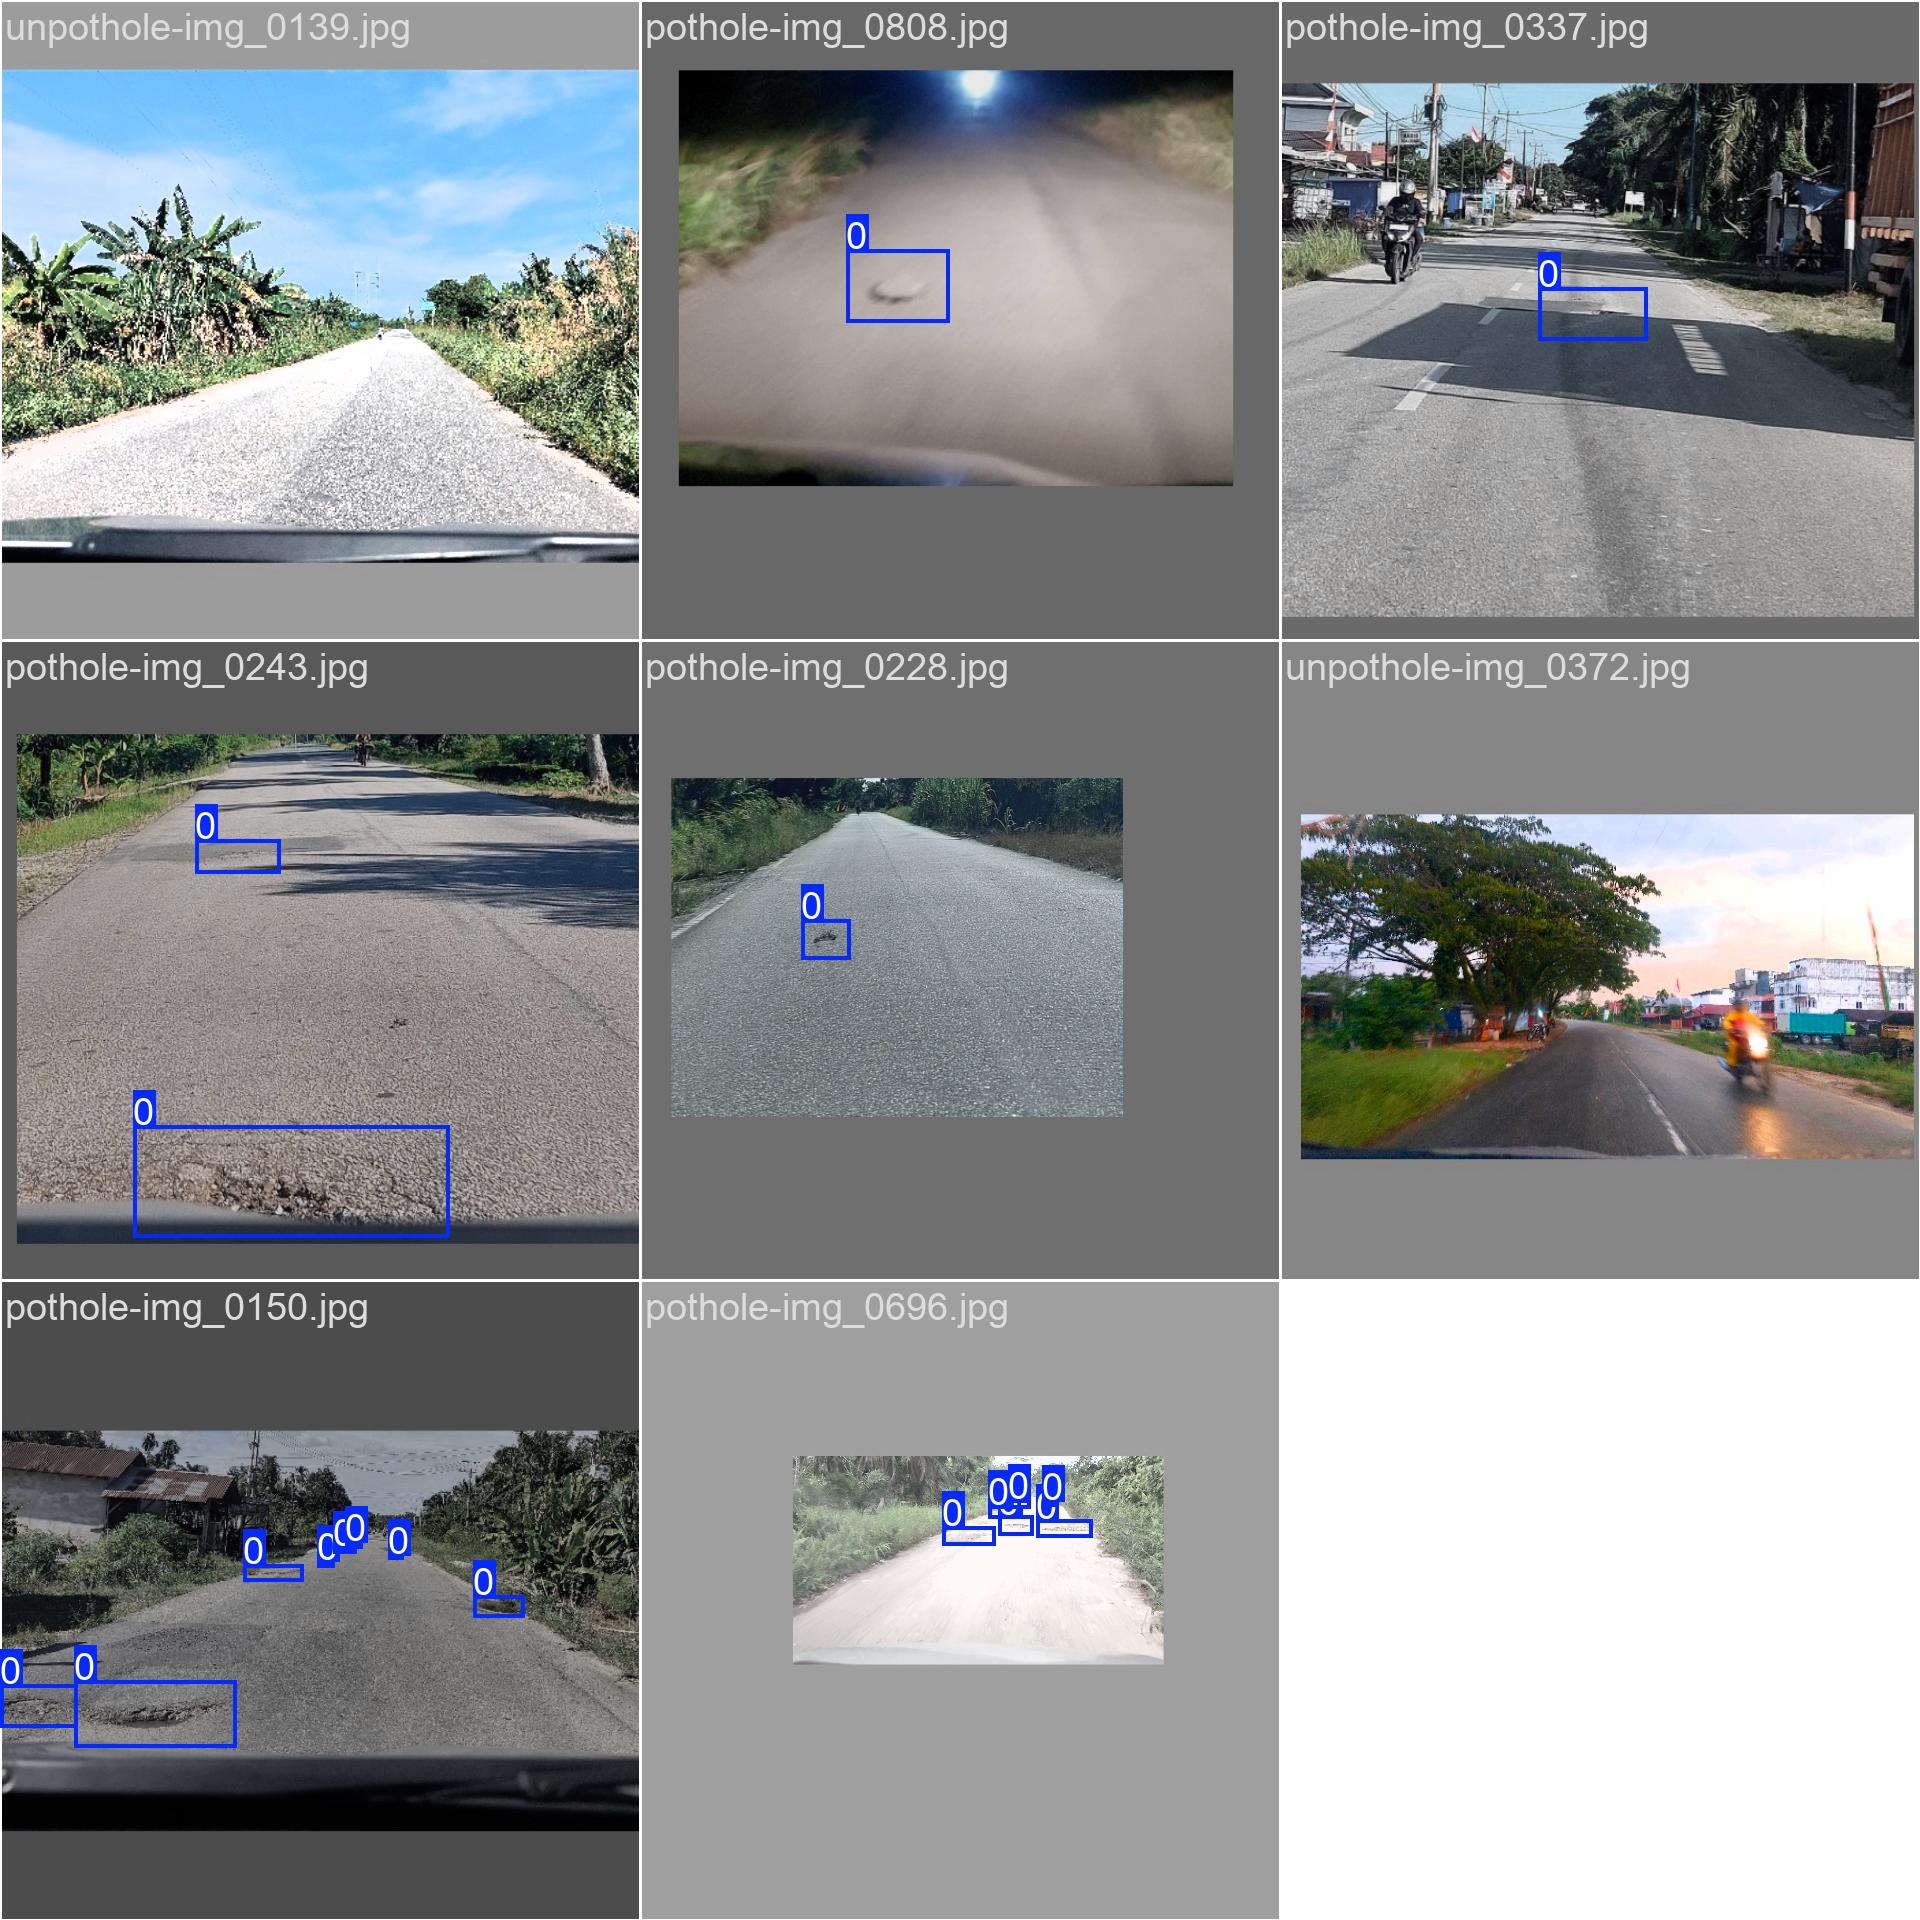 unpothole-img_0139.jpg
pothole-img_0808.jpg
pothole-img_0337.jpg
0
0
pothole-img_0243.jpg
pothole-img_0228.jpg
unpothole-img_0372.jpg
0
0
0
pothole-img_0150.jpg
pothole-img_0696.jpg
0 0 0 0 0
0
0 0
0 0 0
0 0